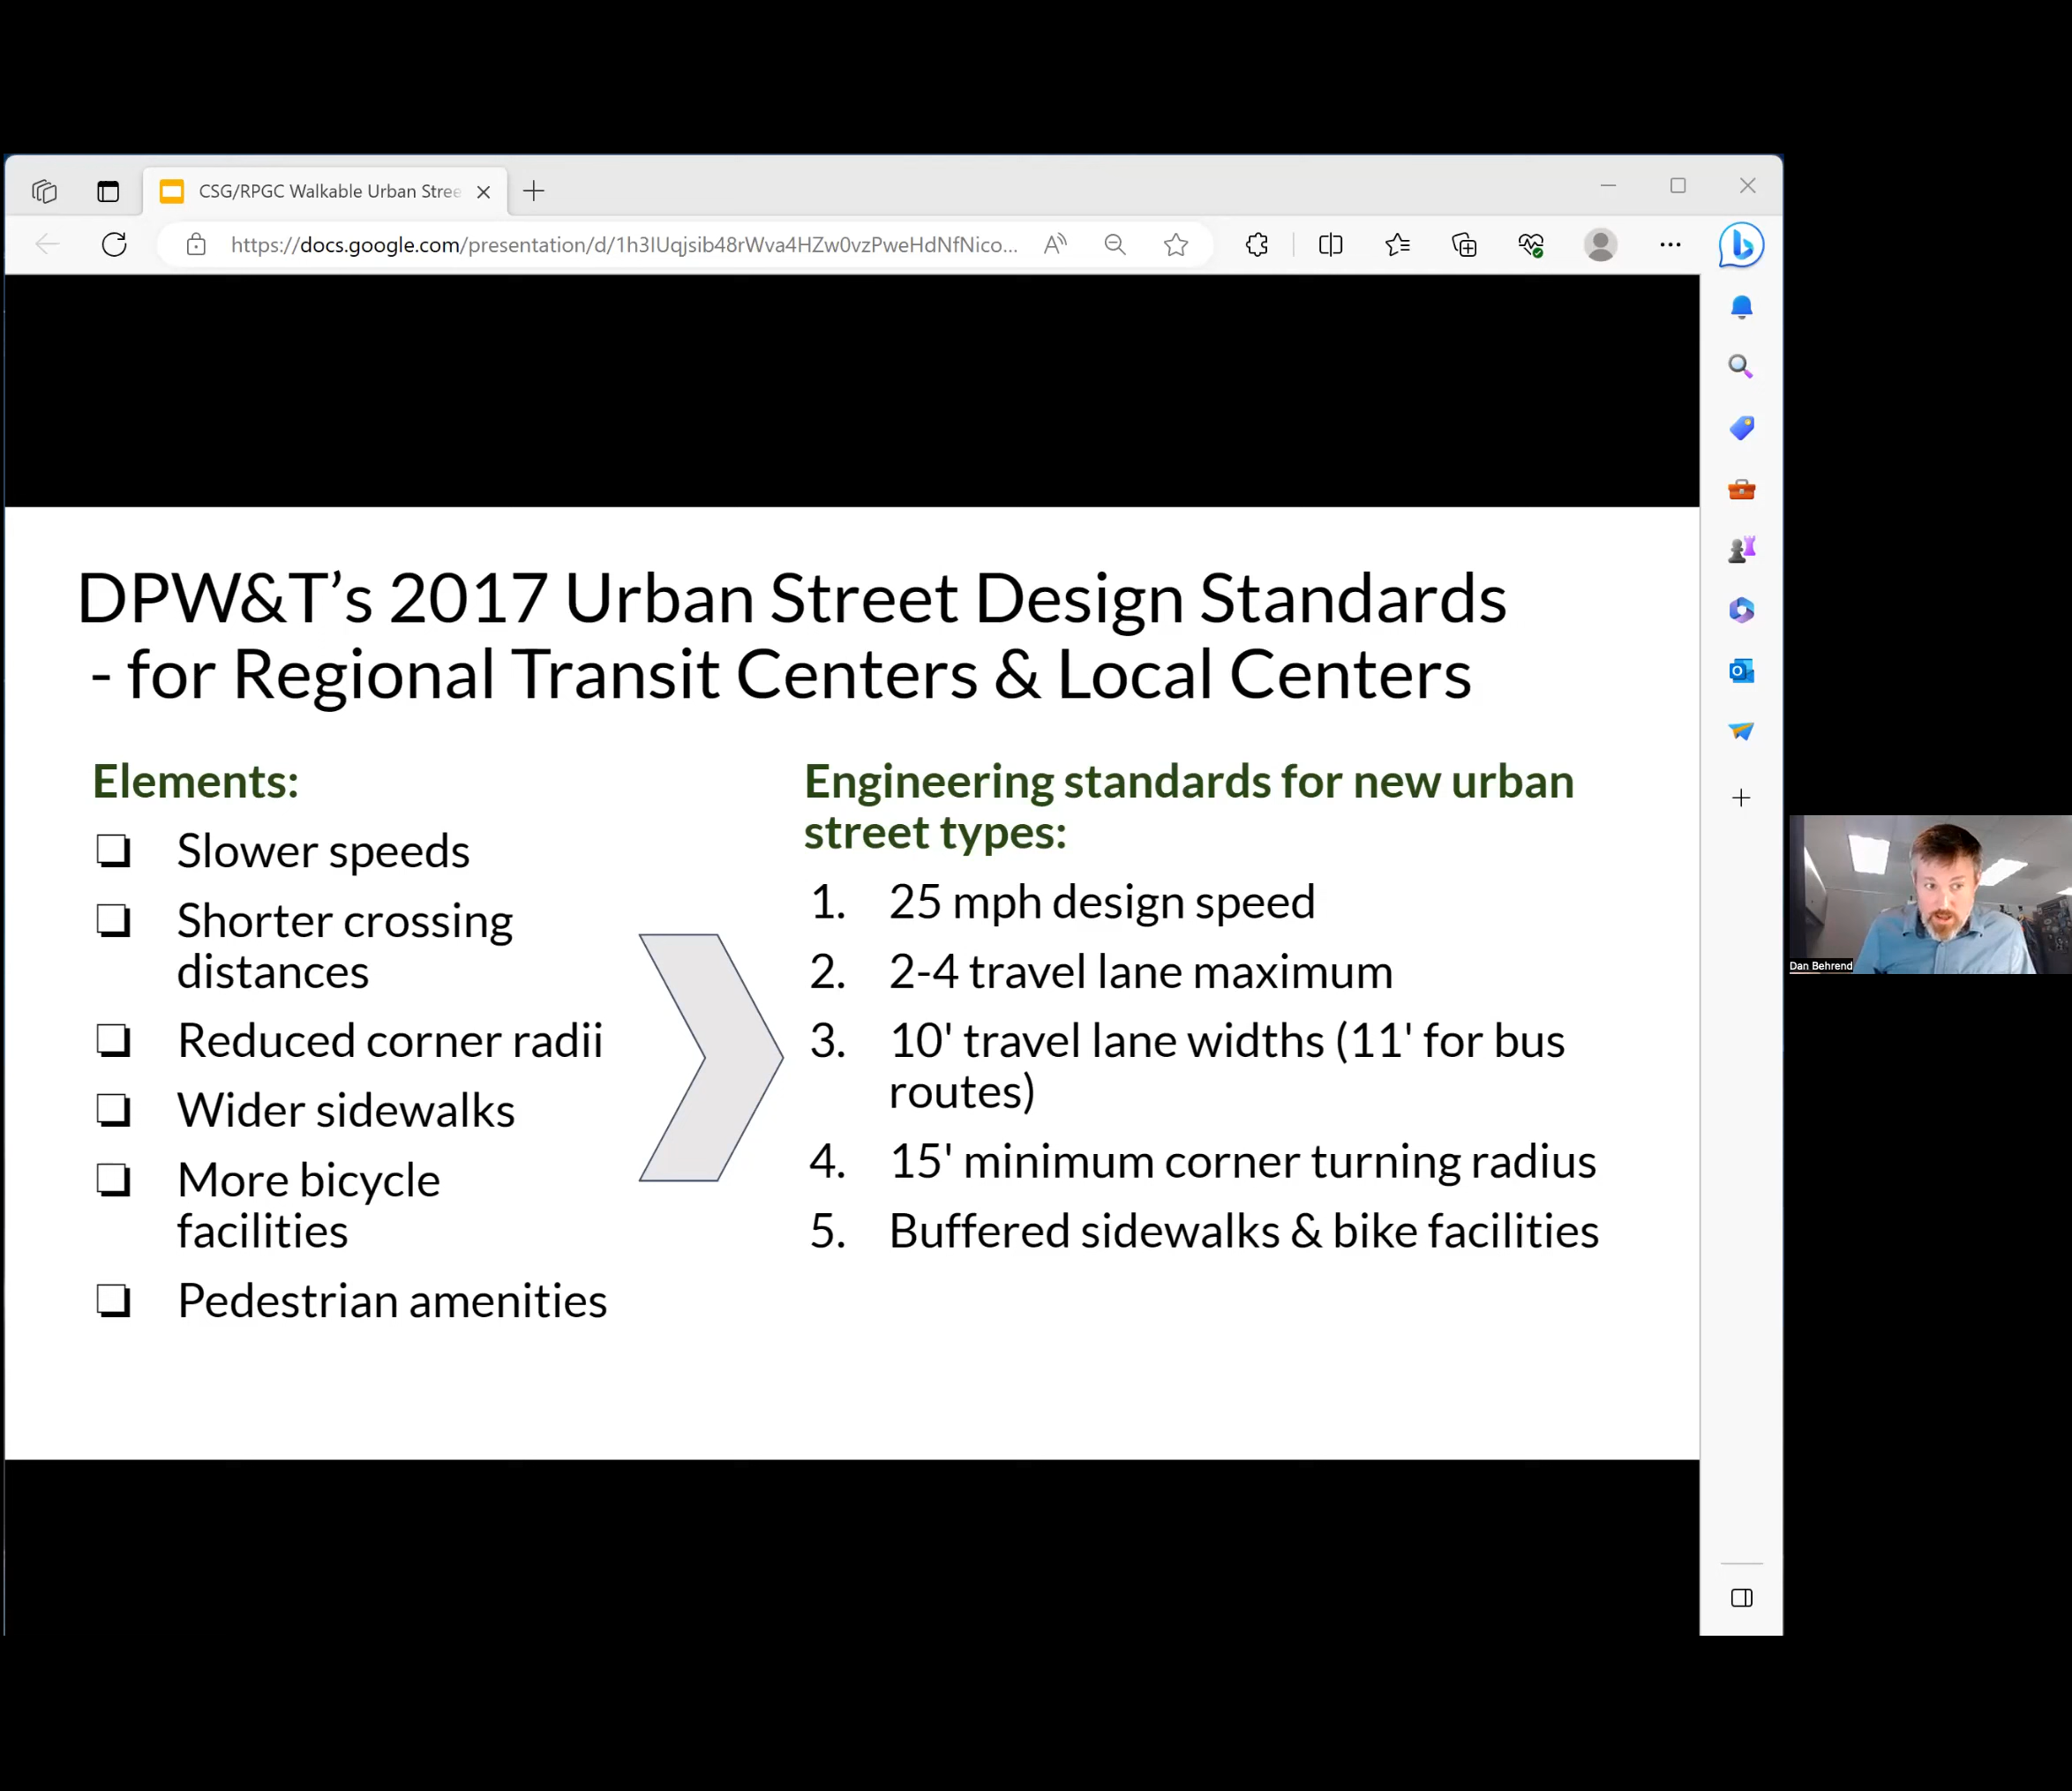 CSG/RPGC Walkable Urban Stree
https://docs.google.com/presentation/d/1h3IUqjsib48rWva4HZw0vzPweHdNfNico...
DPW&T’s 2017 Urban Street Design Standards
- for Regional Transit Centers & Local Centers
Elements:
❏ Slower speeds
❏ Shorter crossing
distances
❏ Reduced corner radii
❏ Wider sidewalks
❏ More bicycle
facilities
❏ Pedestrian amenities
Engineering standards for new urban
street types:
1. 25 mph design speed
2. 2-4 travel lane maximum
3. 10' travel lane widths (11' for bus
routes)
4. 15' minimum corner turning radius
5. Buffered sidewalks & bike facilities
Dan Behrend